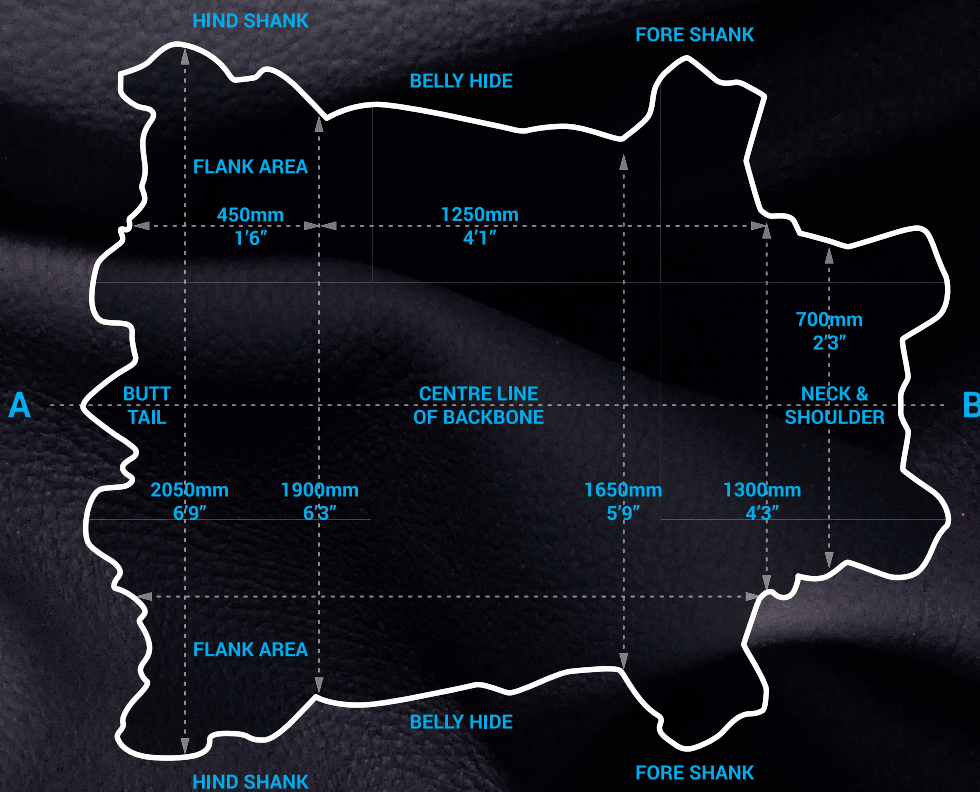 HIND SHANK
FORE SHANK
BELLY HIDE
FLANK AREA
450mm
1'6”
1250mm
4'1”
700mm
2'3”
A
BUTT
TAIL
CENTRE LINE
OF BACKBONE
NECK &
SHOULDER
B
2050mm
6'9”
1900mm
6'3”
1650mm
5'9”
1300mm
4'3”
FLANK AREA
BELLY HIDE
HIND SHANK
FORE SHANK